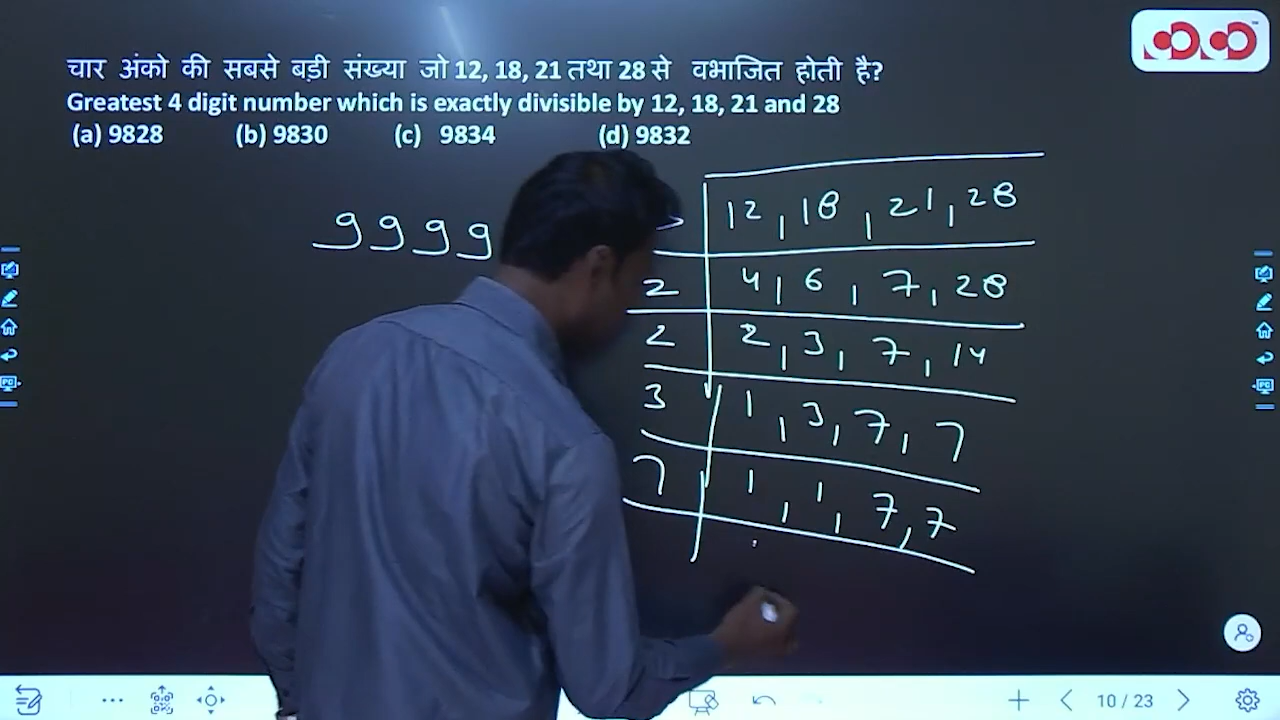 चार अंको की सबसे बड़ी संख्या जो 12, 18, 21 तथा 28 से वभाजित होती है?
Greatest 4 digit number which is exactly divisible by 12, 18, 21 and 28
(a) 9828 (b) 9830 (c) 9834 (d) 9832
9999
12, 18, 21, 28
2 4, 6, 7, 28
2 2, 3, 7, 14
3 1, 3, 7, 7
7 1, 1, 7, 7
10 / 23